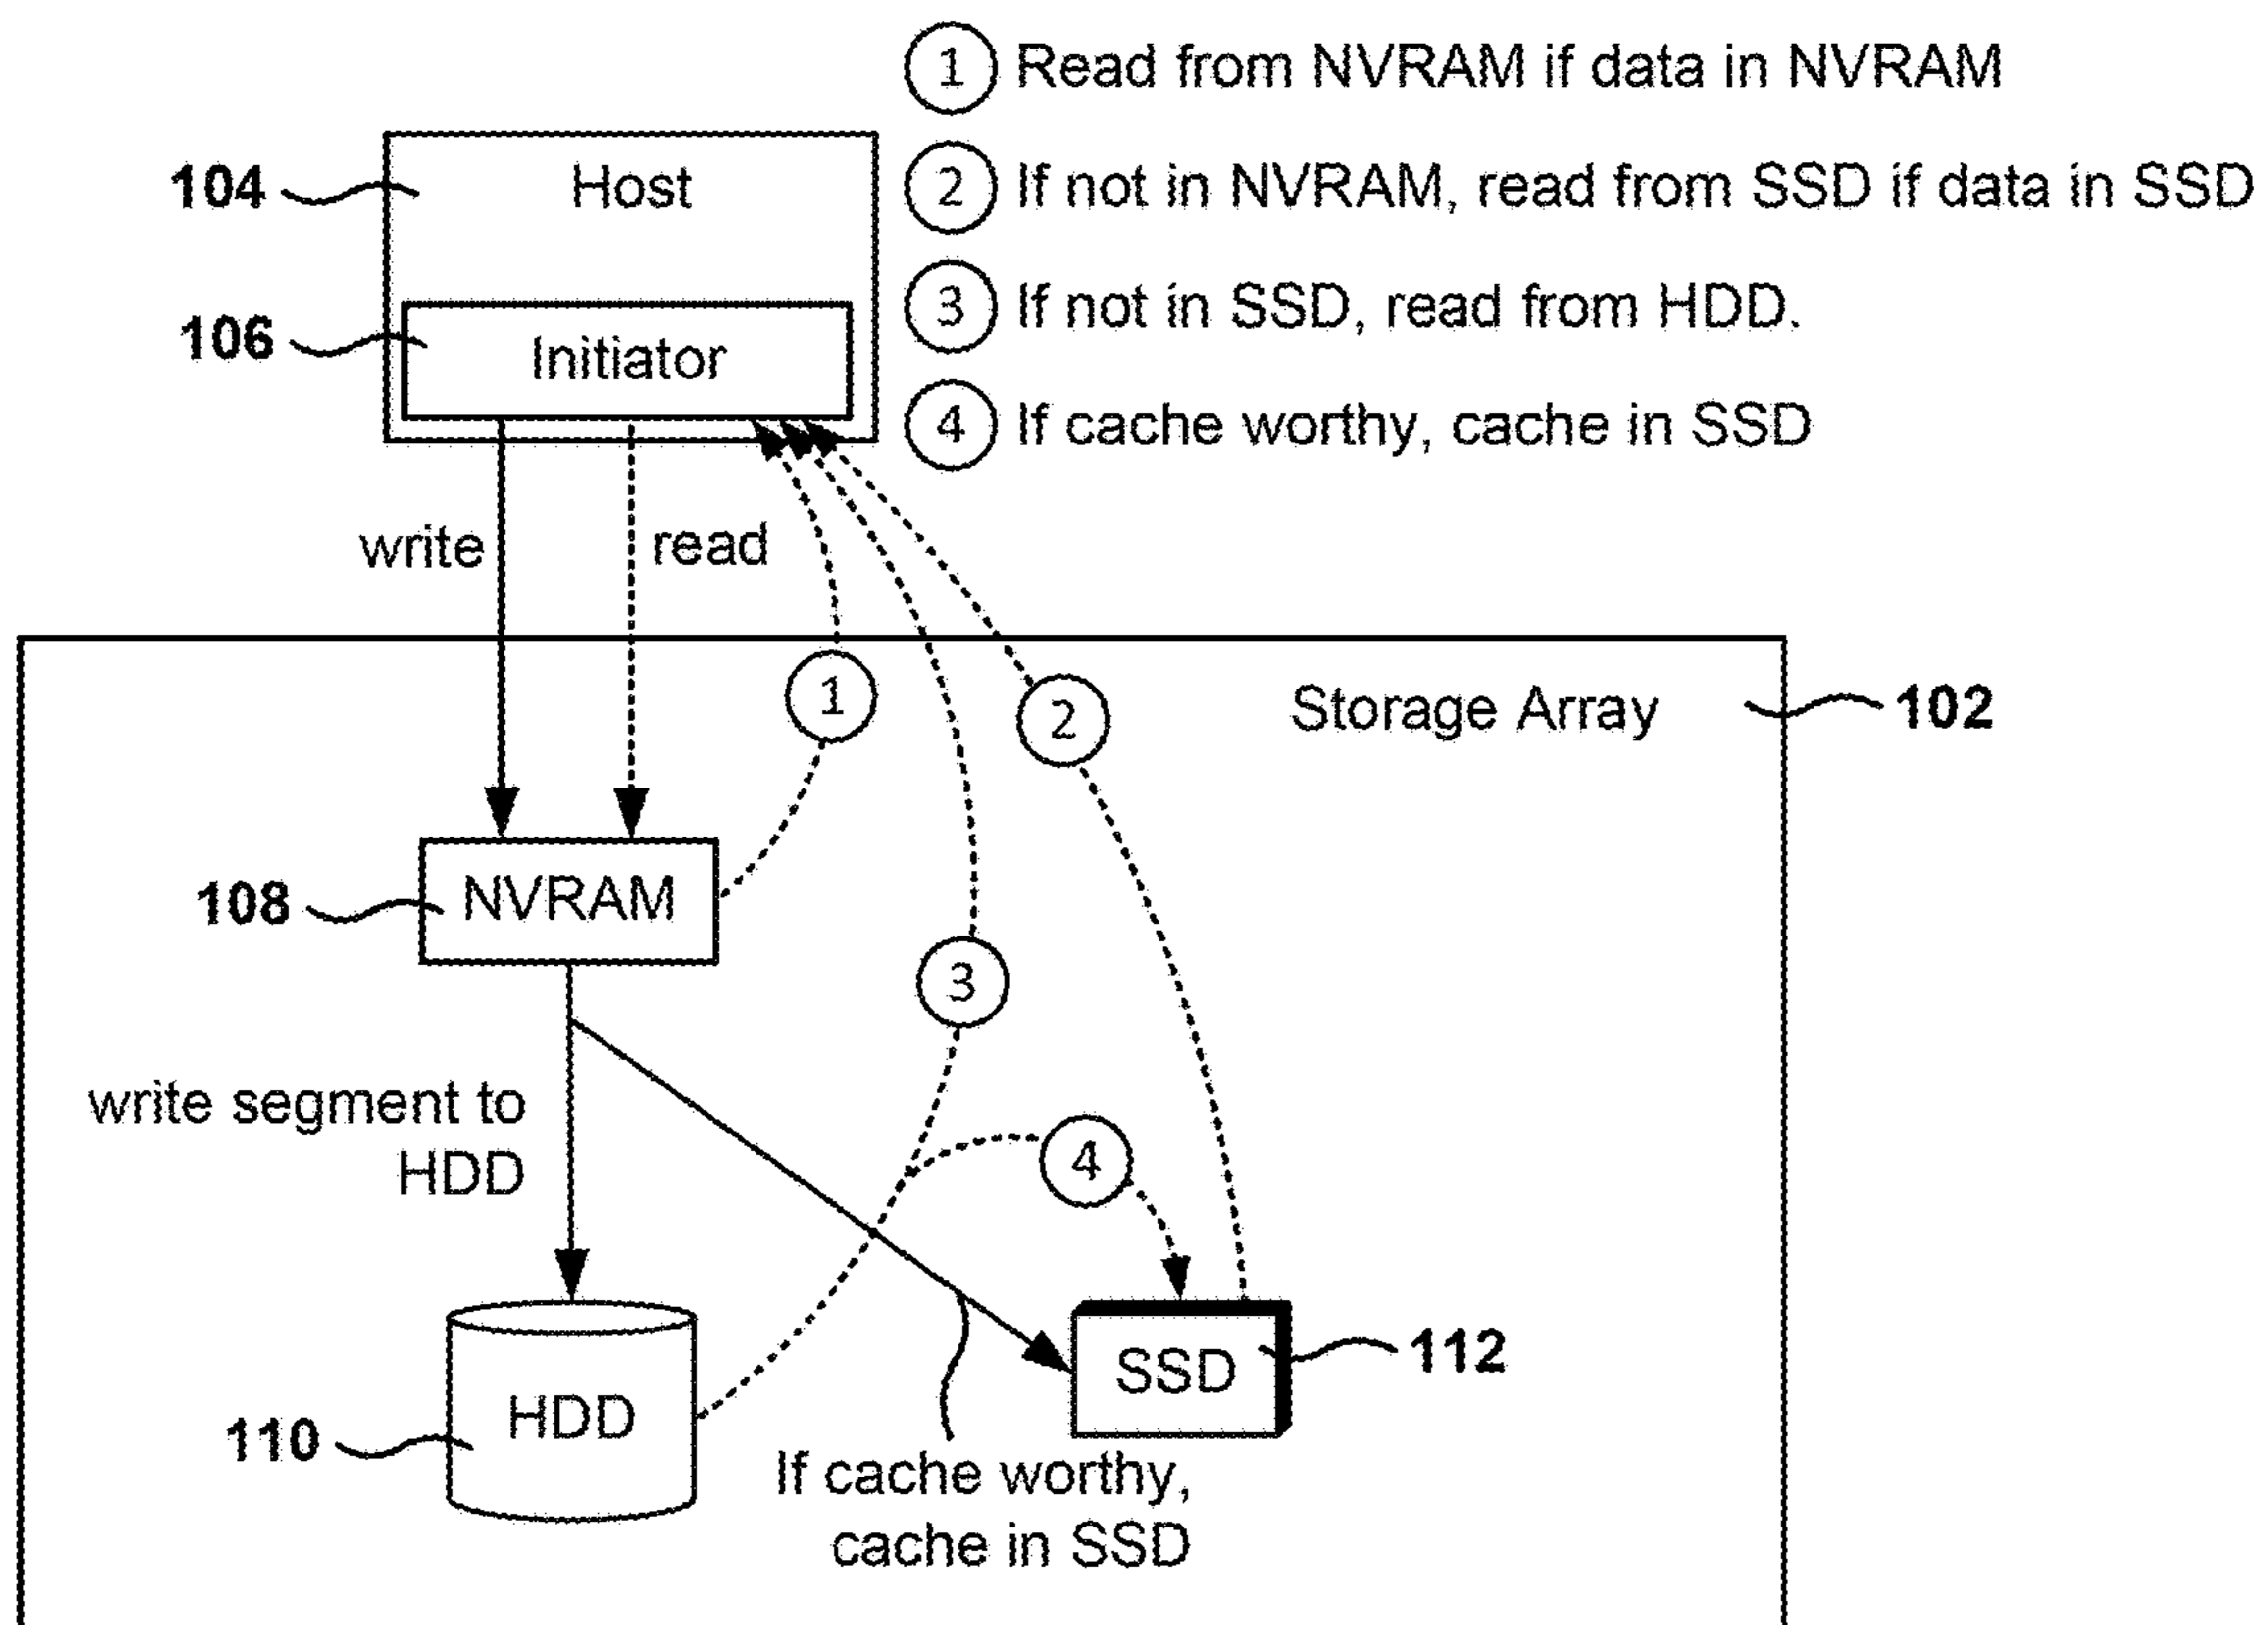 ① Read from NVRAM if data in NVRAM
104
Host
② If not in NVRAM, read from SSD if data in SSD
106
Initiator
③ If not in SSD, read from HDD.
④ If cache worthy, cache in SSD
write
read
①
②
Storage Array
102
108
NVRAM
③
write segment to
HDD
④
110
HDD
SSD
112
If cache worthy,
cache in SSD